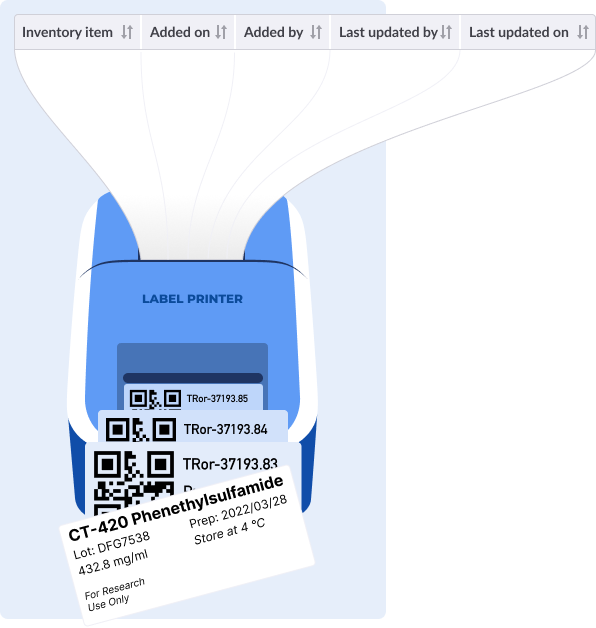 Inventory item Added on Added by Last updated by Last updated on
LABEL PRINTER
TRor-37193.85
TRor-37193.84
TRor-37193.83
CT-420 Phenethylsulfamide
Lot: DFG7538 Prep: 2022/03/28
432.8 mg/ml Store at 4 °C
For Research
Use Only